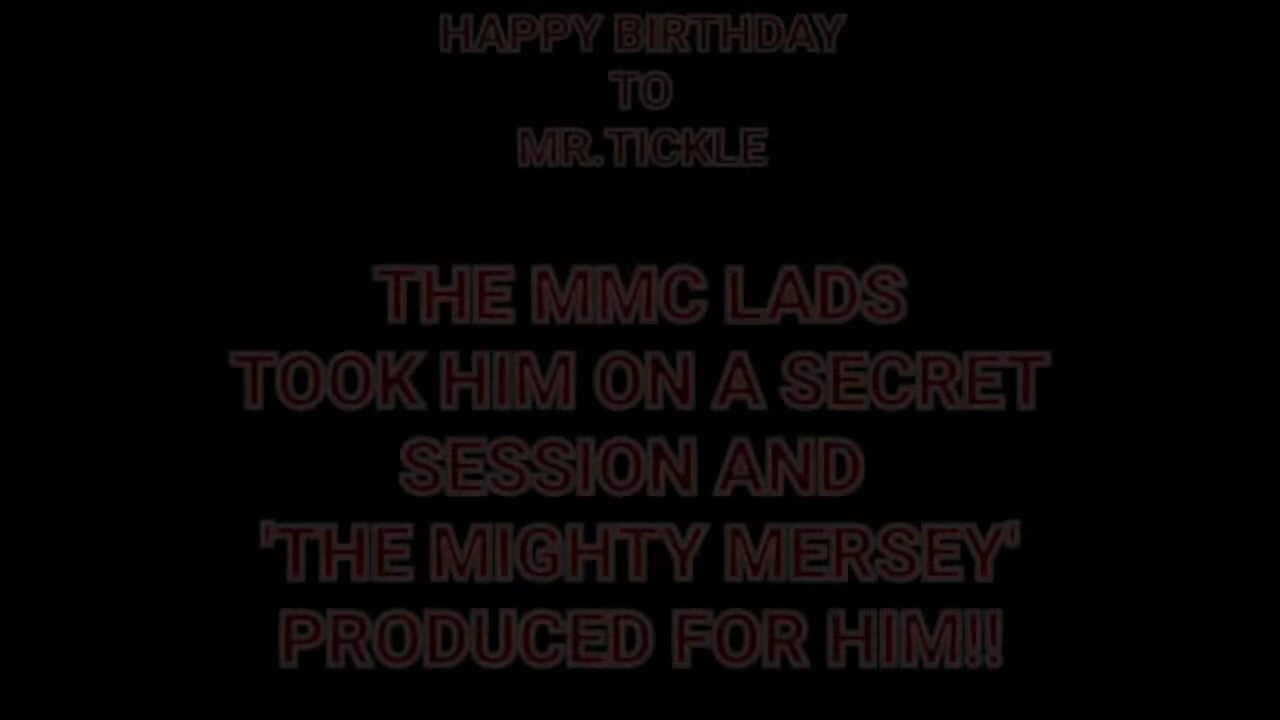 HAPPY BIRTHDAY
TO
MR.TICKLE
THE MMC LADS
TOOK HIM ON A SECRET
SESSION AND
'THE MIGHTY MERSEY'
PRODUCED FOR HIM!!